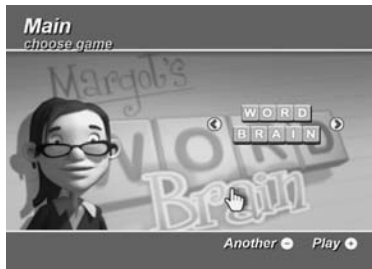 Main
choose game
Margot's
WORD
Brain
WORD
BRAIN
Another -
Play +